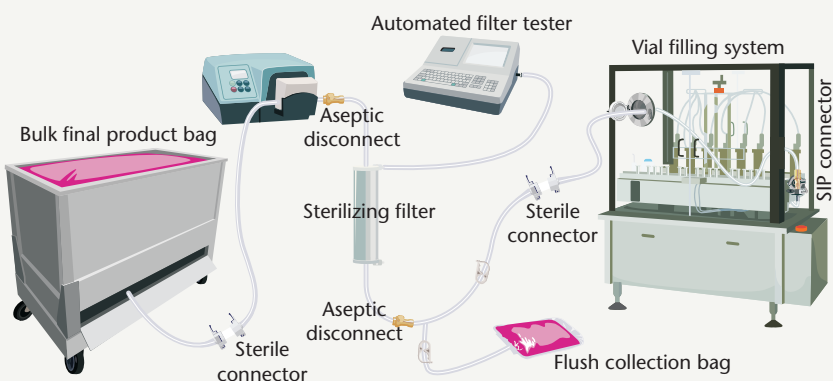 Automated filter tester
Vial filling system
Aseptic
disconnect
Bulk final product bag
SIP connector
Sterilizing filter
Sterile
connector
Aseptic
disconnect
Sterile
connector
Flush collection bag